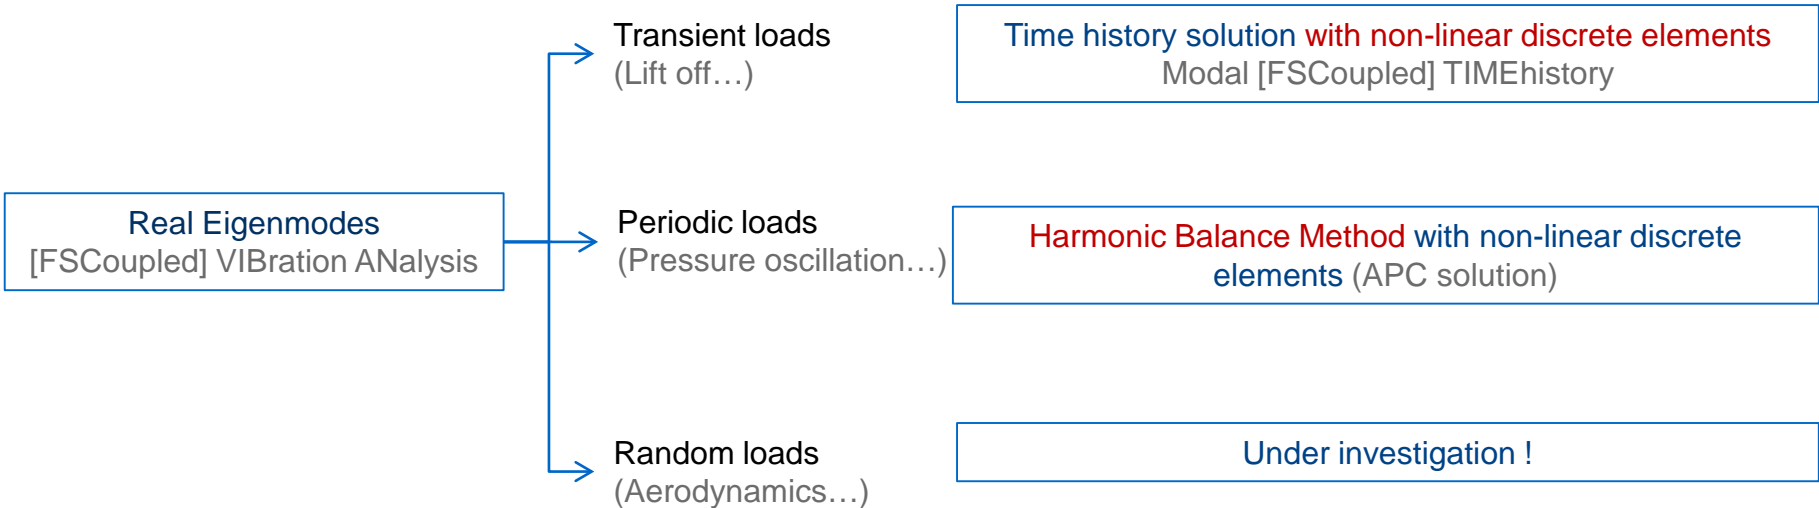 Transient loads
(Lift off…)
Time history solution with non-linear discrete elements
Modal [FSCoupled] TIMEhistory
Real Eigenmodes
[FSCoupled] VIBration ANalysis
Periodic loads
(Pressure oscillation…)
Harmonic Balance Method with non-linear discrete
elements (APC solution)
Random loads
(Aerodynamics…)
Under investigation !